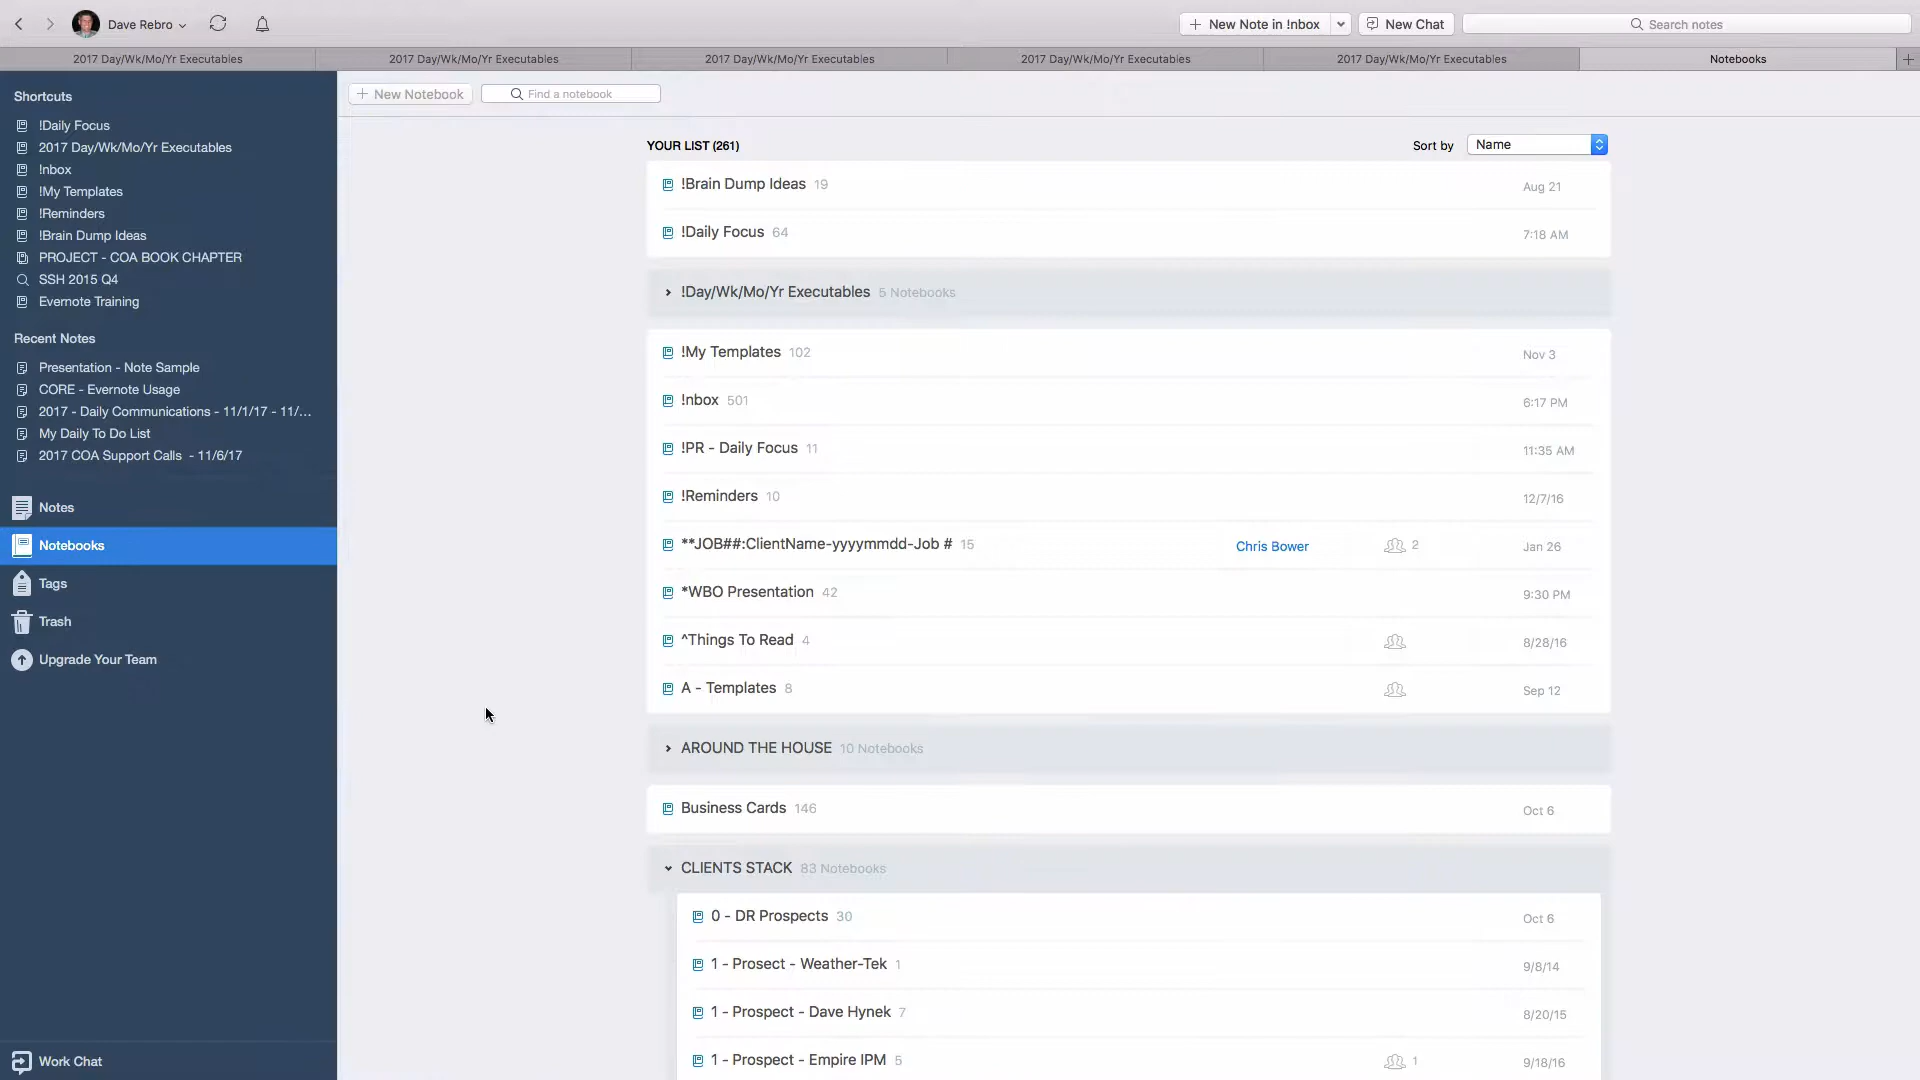 Dave Rebro
New Note in !nbox
New Chat
Search notes
2017 Day/Wk/Mo/Yr Executables
2017 Day/Wk/Mo/Yr Executables
2017 Day/Wk/Mo/Yr Executables
2017 Day/Wk/Mo/Yr Executables
2017 Day/Wk/Mo/Yr Executables
Notebooks
Shortcuts
!Daily Focus
2017 Day/Wk/Mo/Yr Executables
!nbox
!My Templates
!Reminders
!Brain Dump Ideas
PROJECT - COA BOOK CHAPTER
SSH 2015 Q4
Evernote Training
Recent Notes
Presentation - Note Sample
CORE - Evernote Usage
2017 - Daily Communications - 11/1/17 - 11/...
My Daily To Do List
2017 COA Support Calls - 11/6/17
Notes
Notebooks
Tags
Trash
Upgrade Your Team
Work Chat
New Notebook
Find a notebook
YOUR LIST (261)
Sort by Name
!Brain Dump Ideas 19 Aug 21
!Daily Focus 64 7:18 AM
!Day/Wk/Mo/Yr Executables 5 Notebooks
!My Templates 102 Nov 3
!nbox 501 6:17 PM
!PR - Daily Focus 11 11:35 AM
!Reminders 10 12/7/16
**JOB##:ClientName-yyyymmdd-Job # 15 Chris Bower 2 Jan 26
*WBO Presentation 42 9:30 PM
^Things To Read 4 8/28/16
A - Templates 8 Sep 12
AROUND THE HOUSE 10 Notebooks
Business Cards 146 Oct 6
CLIENTS STACK 83 Notebooks
0 - DR Prospects 30 Oct 6
1 - Prosect - Weather-Tek 1 9/8/14
1 - Prospect - Dave Hynek 7 8/20/15
1 - Prospect - Empire IPM 5 1 9/18/16